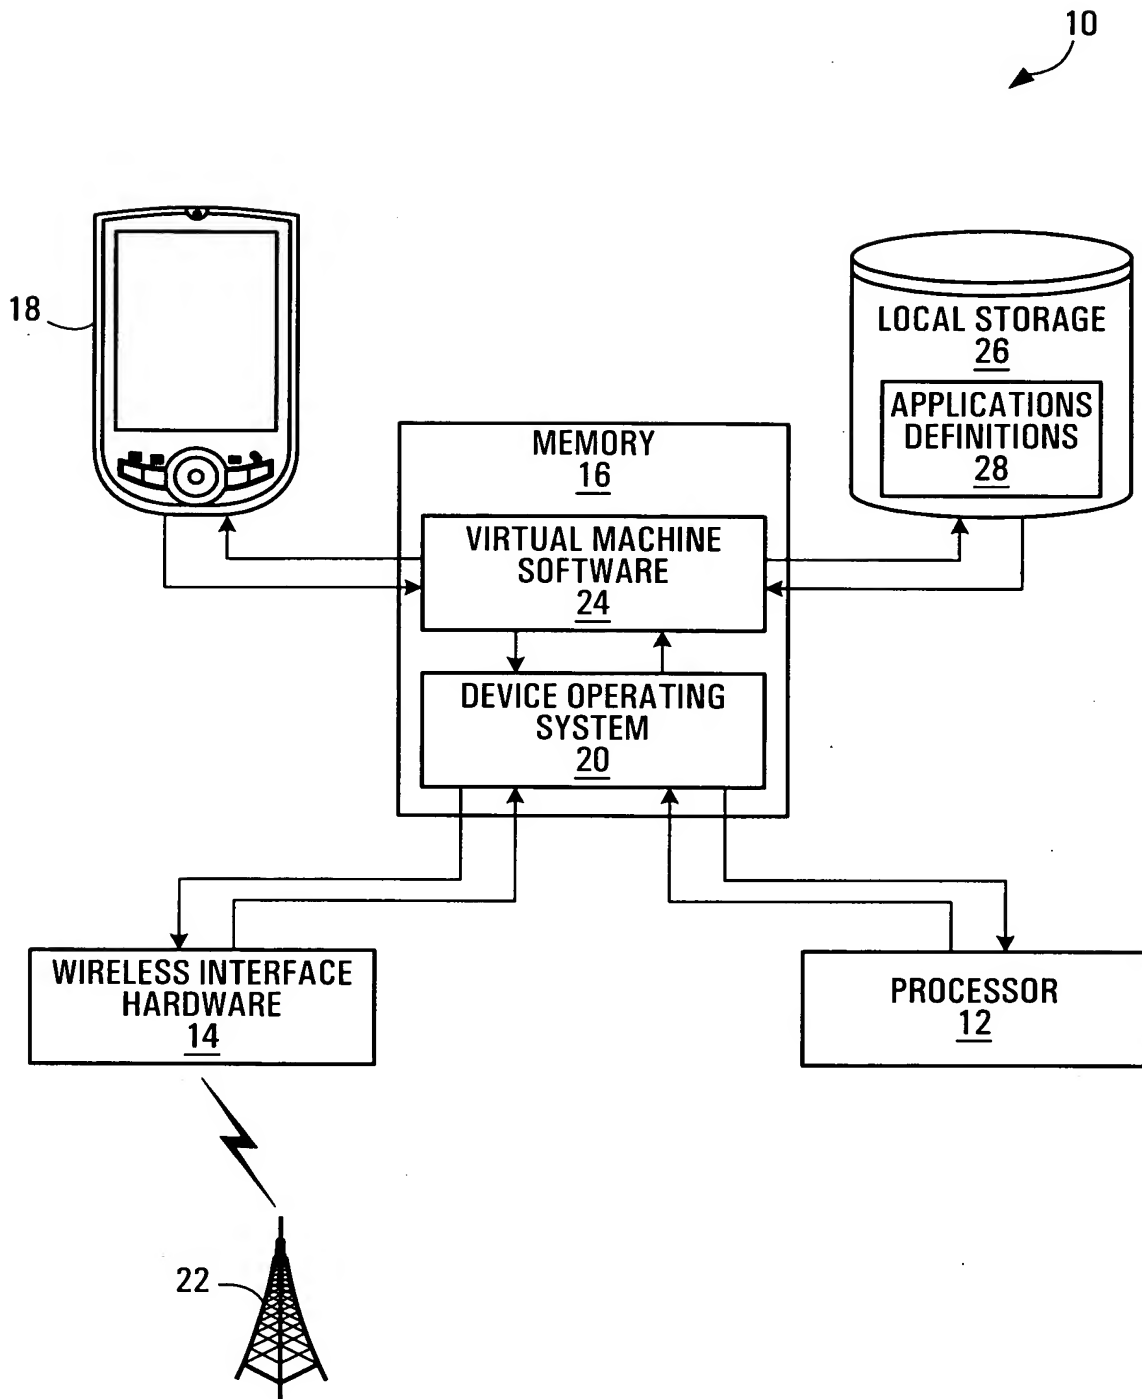 10
18
LOCAL STORAGE
26
APPLICATIONS
DEFINITIONS
28
MEMORY
16
VIRTUAL MACHINE
SOFTWARE
24
DEVICE OPERATING
SYSTEM
20
WIRELESS INTERFACE
HARDWARE
14
PROCESSOR
12
22